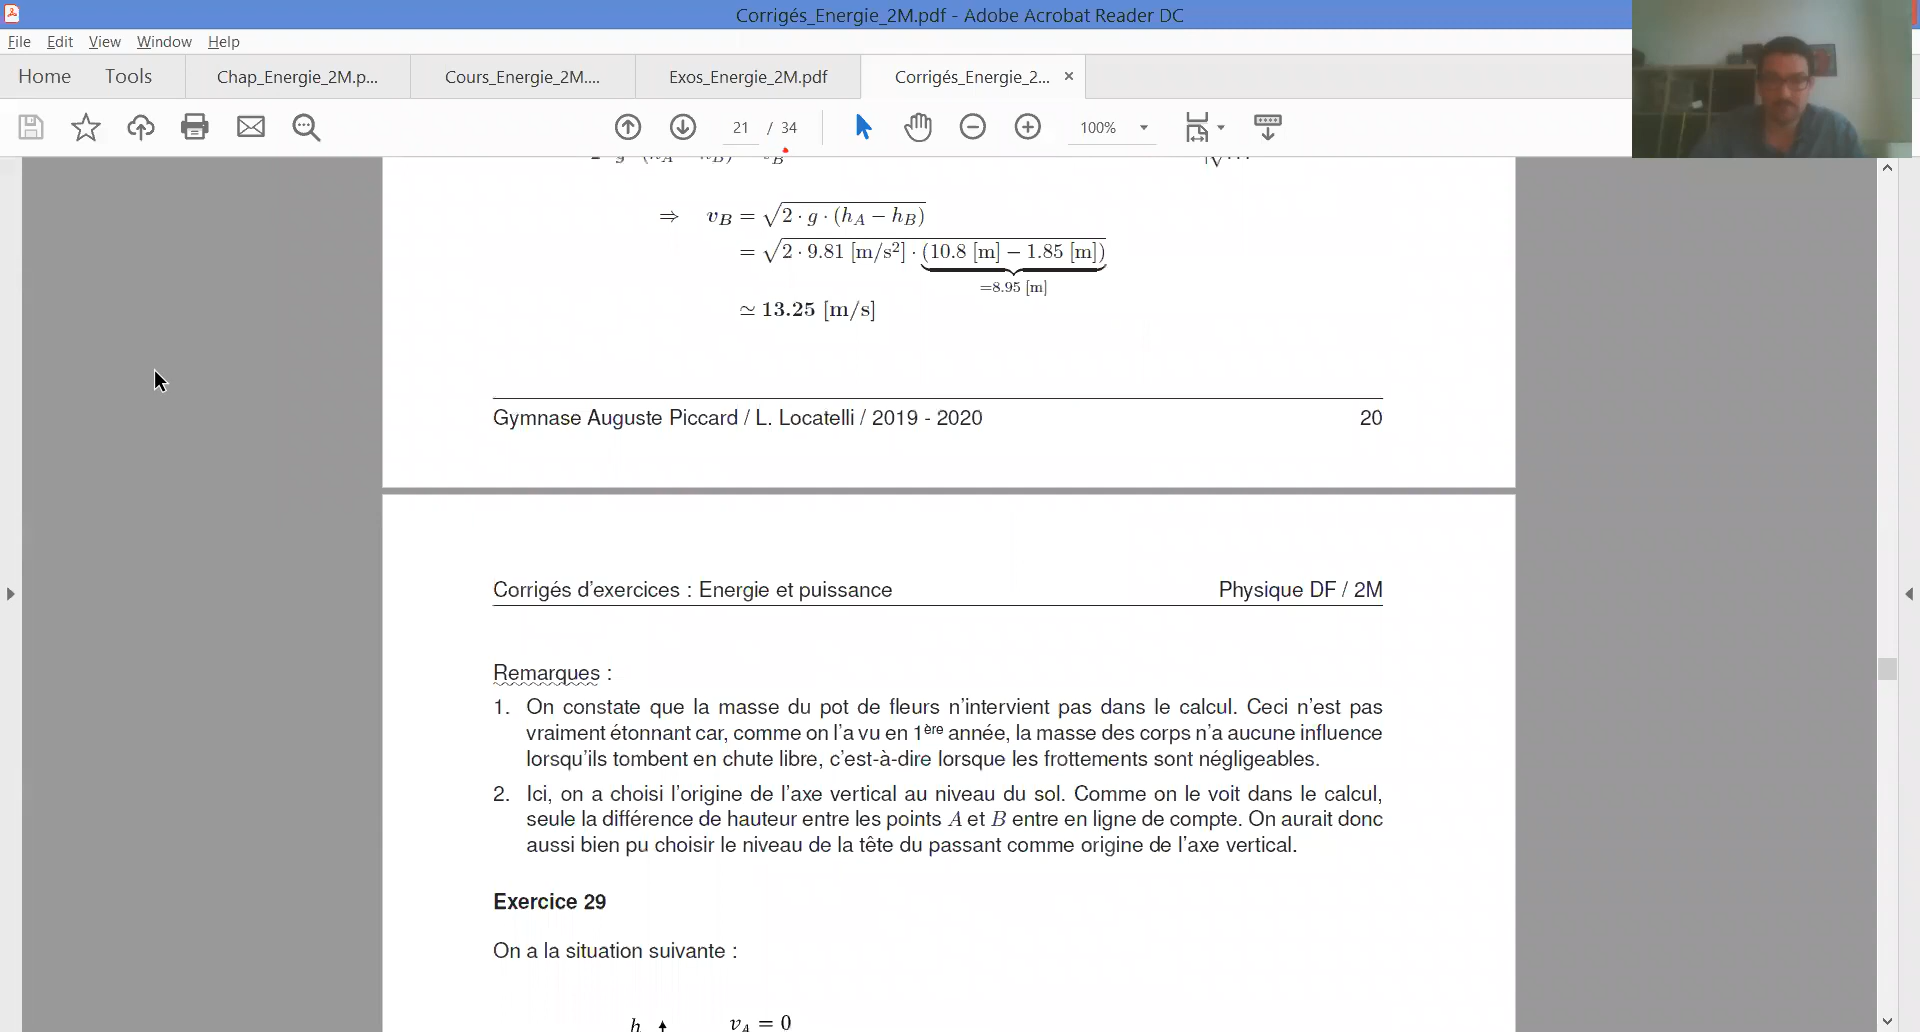 Corrigés_Energie_2M.pdf - Adobe Acrobat Reader DC
File Edit View Window Help
Home Tools Chap_Energie_2M.p... Cours_Energie_2M.... Exos_Energie_2M.pdf Corrigés_Energie_2... ×
21 / 34 100%
⇒ v_B = √(2 · g · (h_A − h_B))
= √(2 · 9.81 [m/s²] · (10.8 [m] − 1.85 [m]))
=8.95 [m]
≃ 13.25 [m/s]
Gymnase Auguste Piccard / L. Locatelli / 2019 - 2020 20
Corrigés d'exercices : Energie et puissance Physique DF / 2M
Remarques :
1. On constate que la masse du pot de fleurs n'intervient pas dans le calcul. Ceci n'est pas
vraiment étonnant car, comme on l'a vu en 1ère année, la masse des corps n'a aucune influence
lorsqu'ils tombent en chute libre, c'est-à-dire lorsque les frottements sont négligeables.
2. Ici, on a choisi l'origine de l'axe vertical au niveau du sol. Comme on le voit dans le calcul,
seule la différence de hauteur entre les points A et B entre en ligne de compte. On aurait donc
aussi bien pu choisir le niveau de la tête du passant comme origine de l'axe vertical.
Exercice 29
On a la situation suivante :
h v_A = 0